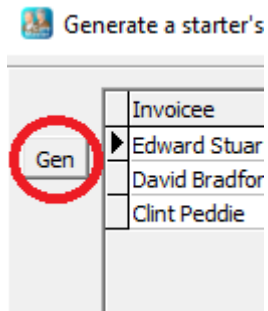 Generate a starter's
Invoicee
Gen
Edward Stuar
David Bradfor
Clint Peddie